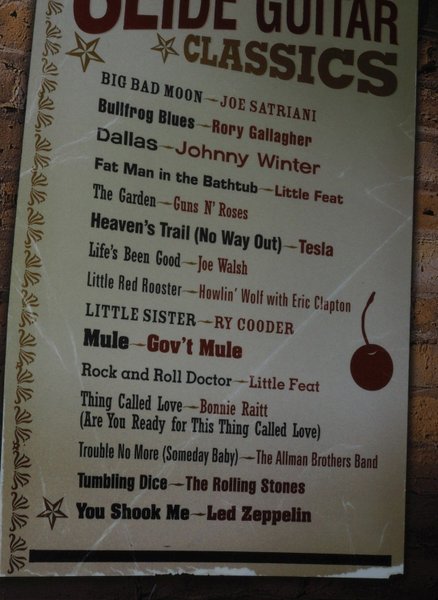 SLIDE GUITAR
CLASSICS
BIG BAD MOON – JOE SATRIANI
Bullfrog Blues – Rory Gallagher
Dallas – Johnny Winter
Fat Man in the Bathtub – Little Feat
The Garden – Guns N' Roses
Heaven's Trail (No Way Out) – Tesla
Life's Been Good – Joe Walsh
Little Red Rooster – Howlin' Wolf with Eric Clapton
LITTLE SISTER – RY COODER
Mule – Gov't Mule
Rock and Roll Doctor – Little Feat
Thing Called Love – Bonnie Raitt
(Are You Ready for This Thing Called Love)
Trouble No More (Someday Baby) – The Allman Brothers Band
Tumbling Dice – The Rolling Stones
You Shook Me – Led Zeppelin